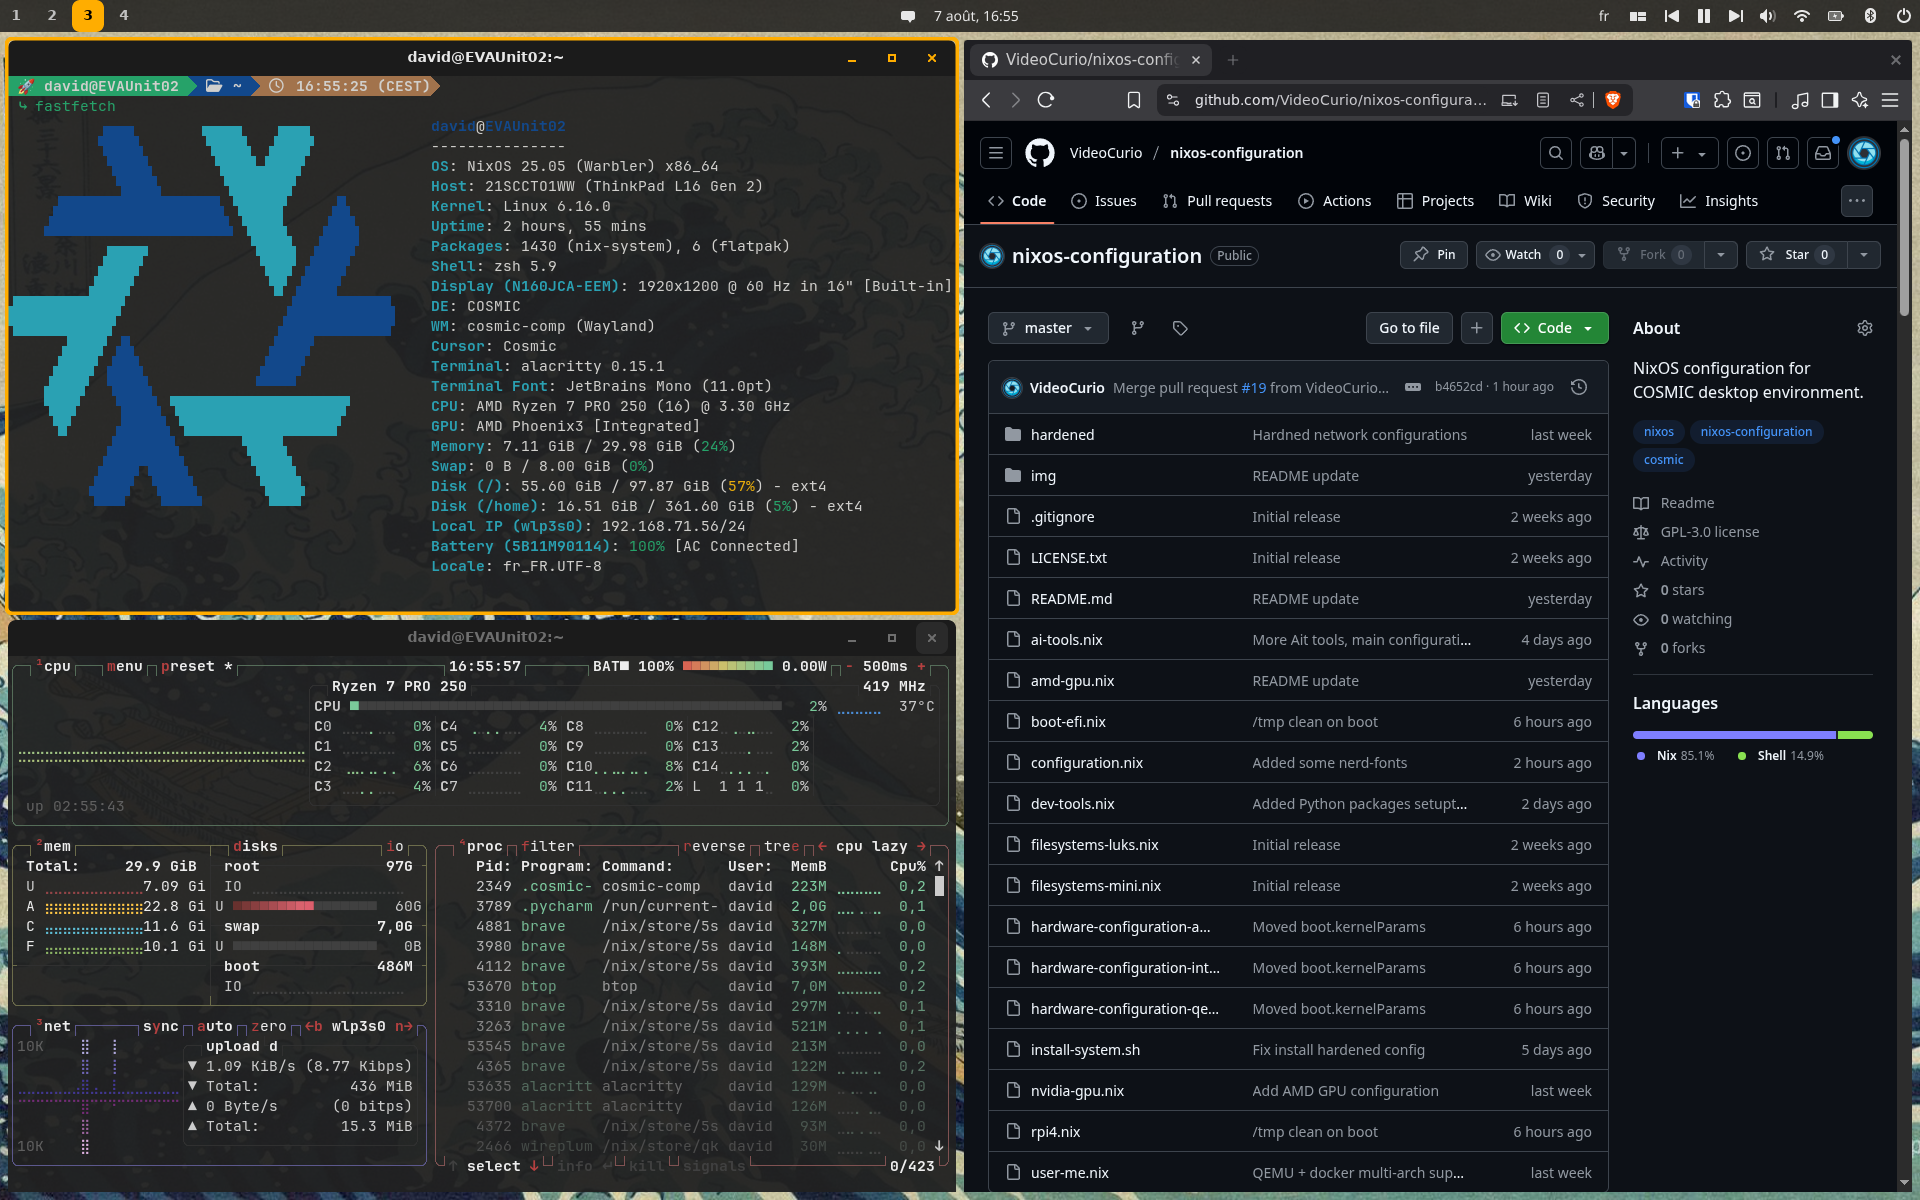 1 2 3 4
7 août, 16:55
fr
david@EVAUnit02:~
david@EVAUnit02 ~ 16:55:25 (CEST)
fastfetch
david@EVAUnit02
---------------
OS: NixOS 25.05 (Warbler) x86_64
Host: 21SCCTO1WW (ThinkPad L16 Gen 2)
Kernel: Linux 6.16.0
Uptime: 2 hours, 55 mins
Packages: 1430 (nix-system), 6 (flatpak)
Shell: zsh 5.9
Display (N160JCA-EEM): 1920x1200 @ 60 Hz in 16" [Built-in]
DE: COSMIC
WM: cosmic-comp (Wayland)
Cursor: Cosmic
Terminal: alacritty 0.15.1
Terminal Font: JetBrains Mono (11.0pt)
CPU: AMD Ryzen 7 PRO 250 (16) @ 3.30 GHz
GPU: AMD Phoenix3 [Integrated]
Memory: 7.11 GiB / 29.98 GiB (24%)
Swap: 0 B / 8.00 GiB (0%)
Disk (/): 55.60 GiB / 97.87 GiB (57%) - ext4
Disk (/home): 16.51 GiB / 361.60 GiB (5%) - ext4
Local IP (wlp3s0): 192.168.71.56/24
Battery (5B11M90114): 100% [AC Connected]
Locale: fr_FR.UTF-8
david@EVAUnit02:~
1cpu menu preset * 16:55:57 BAT 100% 0.00W - 500ms +
Ryzen 7 PRO 250 419 MHz
CPU 2% 37°C
C0 0% C4 4% C8 0% C12 2%
C1 0% C5 0% C9 0% C13 2%
C2 6% C6 0% C10 8% C14 0%
C3 4% C7 0% C11 2% L 1 1 1 0%
up 02:55:43
2mem disks io
Total: 29.9 GiB root 97G
U 7.09 Gi IO
A 22.8 Gi U 60G
C 11.6 Gi swap 7,0G
F 10.1 Gi U 0B
boot 486M
IO
3net sync auto zero ←b wlp3s0 n→
10K upload d
▼ 1.09 KiB/s (8.77 Kibps)
▼ Total: 436 MiB
▲ 0 Byte/s (0 bitps)
▲ Total: 15.3 MiB
10K
4proc filter reverse tree ← cpu lazy →
Pid: Program: Command: User: MemB Cpu% ↑
2349 .cosmic- cosmic-comp david 223M 0,2
3789 .pycharm /run/current- david 2,0G 0,1
4881 brave /nix/store/5s david 327M 0,0
3980 brave /nix/store/5s david 148M 0,0
4112 brave /nix/store/5s david 393M 0,2
53670 btop btop david 7,0M 0,2
3310 brave /nix/store/5s david 297M 0,1
3263 brave /nix/store/5s david 521M 0,1
53545 brave /nix/store/5s david 213M 0,0
4365 brave /nix/store/5s david 122M 0,2
53635 alacritt alacritty david 129M 0,0
53700 alacritt alacritty david 126M 0,0
4372 brave /nix/store/5s david 93M 0,0
2466 wireplum /nix/store/qk david 30M 0,0 ↓
↑ select ↓ info ↵ kill signals 0/423
VideoCurio/nixos-config
github.com/VideoCurio/nixos-configura...
VideoCurio / nixos-configuration
Code Issues Pull requests Actions Projects Wiki Security Insights
nixos-configuration Public Pin Watch 0 Fork 0 Star 0
master Go to file Code
VideoCurio Merge pull request #19 from VideoCurio... b4652cd · 1 hour ago
hardened Hardned network configurations last week
img README update yesterday
.gitignore Initial release 2 weeks ago
LICENSE.txt Initial release 2 weeks ago
README.md README update yesterday
ai-tools.nix More Ait tools, main configurati... 4 days ago
amd-gpu.nix README update yesterday
boot-efi.nix /tmp clean on boot 6 hours ago
configuration.nix Added some nerd-fonts 2 hours ago
dev-tools.nix Added Python packages setupt... 2 days ago
filesystems-luks.nix Initial release 2 weeks ago
filesystems-mini.nix Initial release 2 weeks ago
hardware-configuration-a... Moved boot.kernelParams 6 hours ago
hardware-configuration-int... Moved boot.kernelParams 6 hours ago
hardware-configuration-qe... Moved boot.kernelParams 6 hours ago
install-system.sh Fix install hardened config 5 days ago
nvidia-gpu.nix Add AMD GPU configuration last week
rpi4.nix /tmp clean on boot 6 hours ago
user-me.nix QEMU + docker multi-arch sup... last week
About
NixOS configuration for
COSMIC desktop environment.
nixos nixos-configuration
cosmic
Readme
GPL-3.0 license
Activity
0 stars
0 watching
0 forks
Languages
Nix 85.1% Shell 14.9%